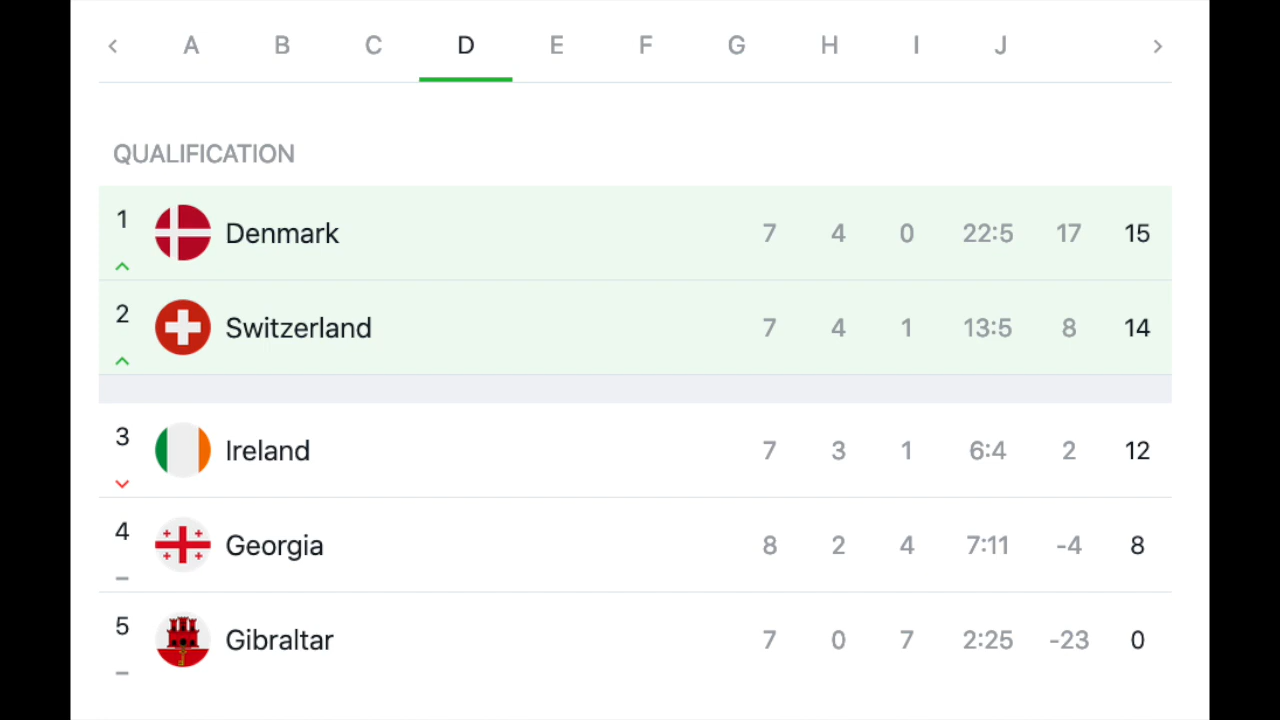 A B C D E F G H I J
QUALIFICATION
1 Denmark 7 4 0 22:5 17 15
2 Switzerland 7 4 1 13:5 8 14
3 Ireland 7 3 1 6:4 2 12
4 Georgia 8 2 4 7:11 -4 8
5 Gibraltar 7 0 7 2:25 -23 0